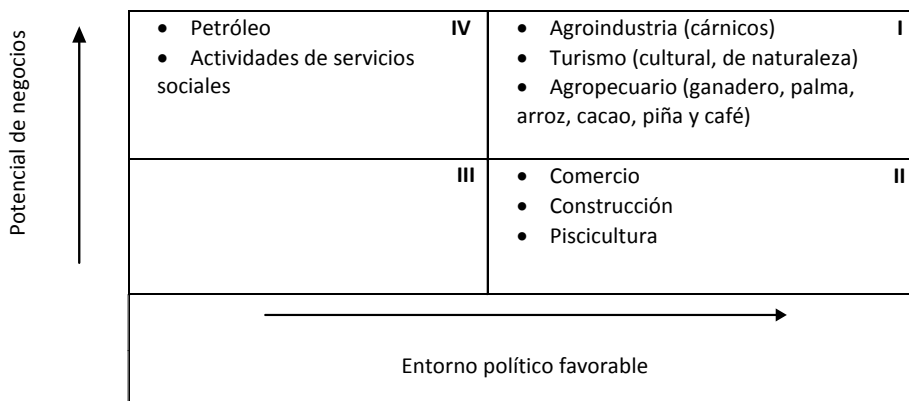 Potencial de negocios
• Petróleo
IV
• Actividades de servicios
sociales
• Agroindustria (cárnicos)
I
• Turismo (cultural, de naturaleza)
• Agropecuario (ganadero, palma,
arroz, cacao, piña y café)
III
• Comercio
II
• Construcción
• Piscicultura
Entorno político favorable